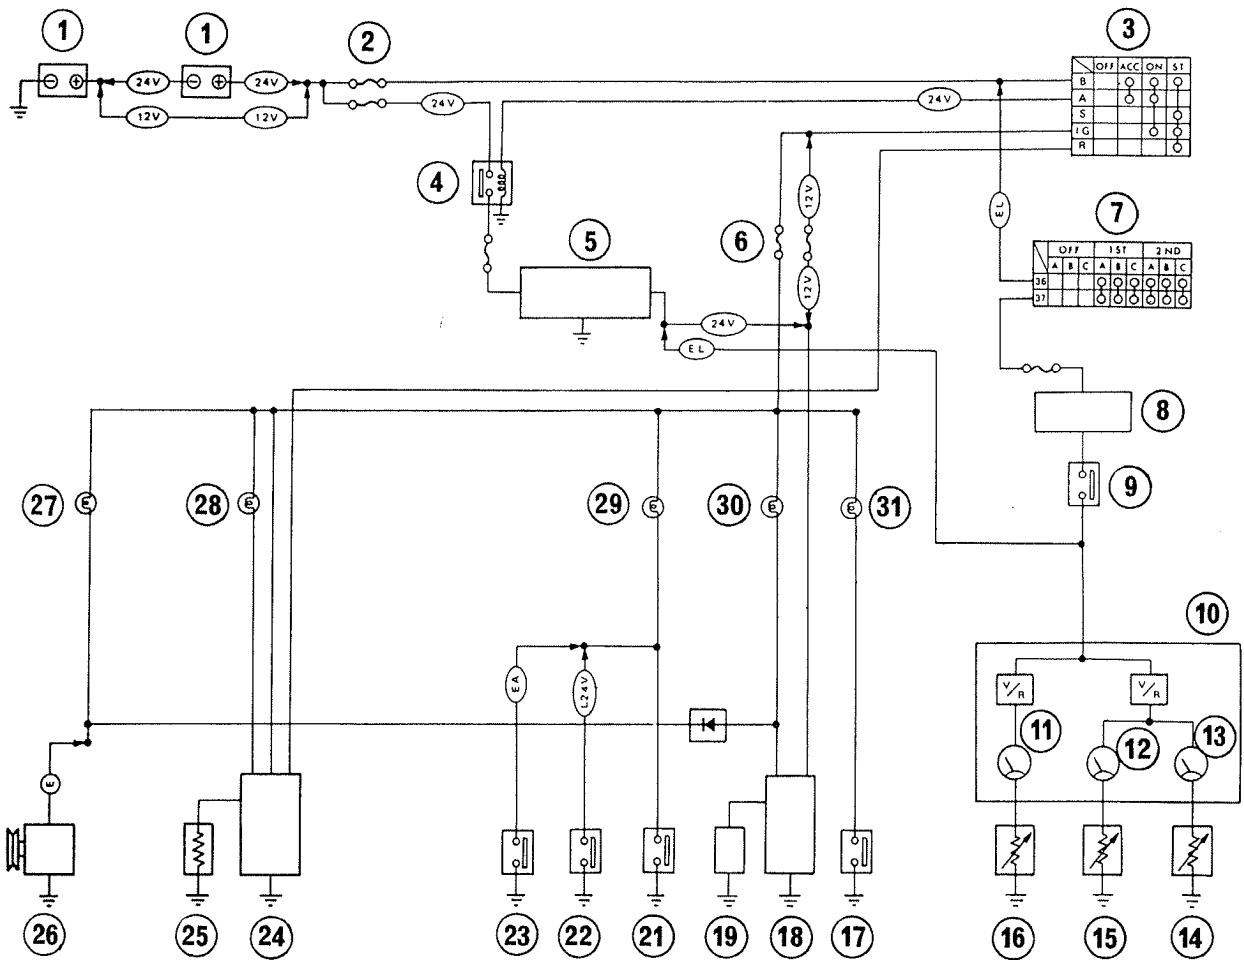 1
1
2
3
24V
24V
12V
12V
24V
24V
OFF ACC ON ST
B
A
S
IG
R
4
5
6
12V
12V
EL
7
OFF 1ST 2ND
A B C A B C A B C
36
37
24V
EL
8
9
27
28
29
30
31
10
EA
L24V
V/R
V/R
11
12
13
E
26
25
24
23
22
21
19
18
17
16
15
14